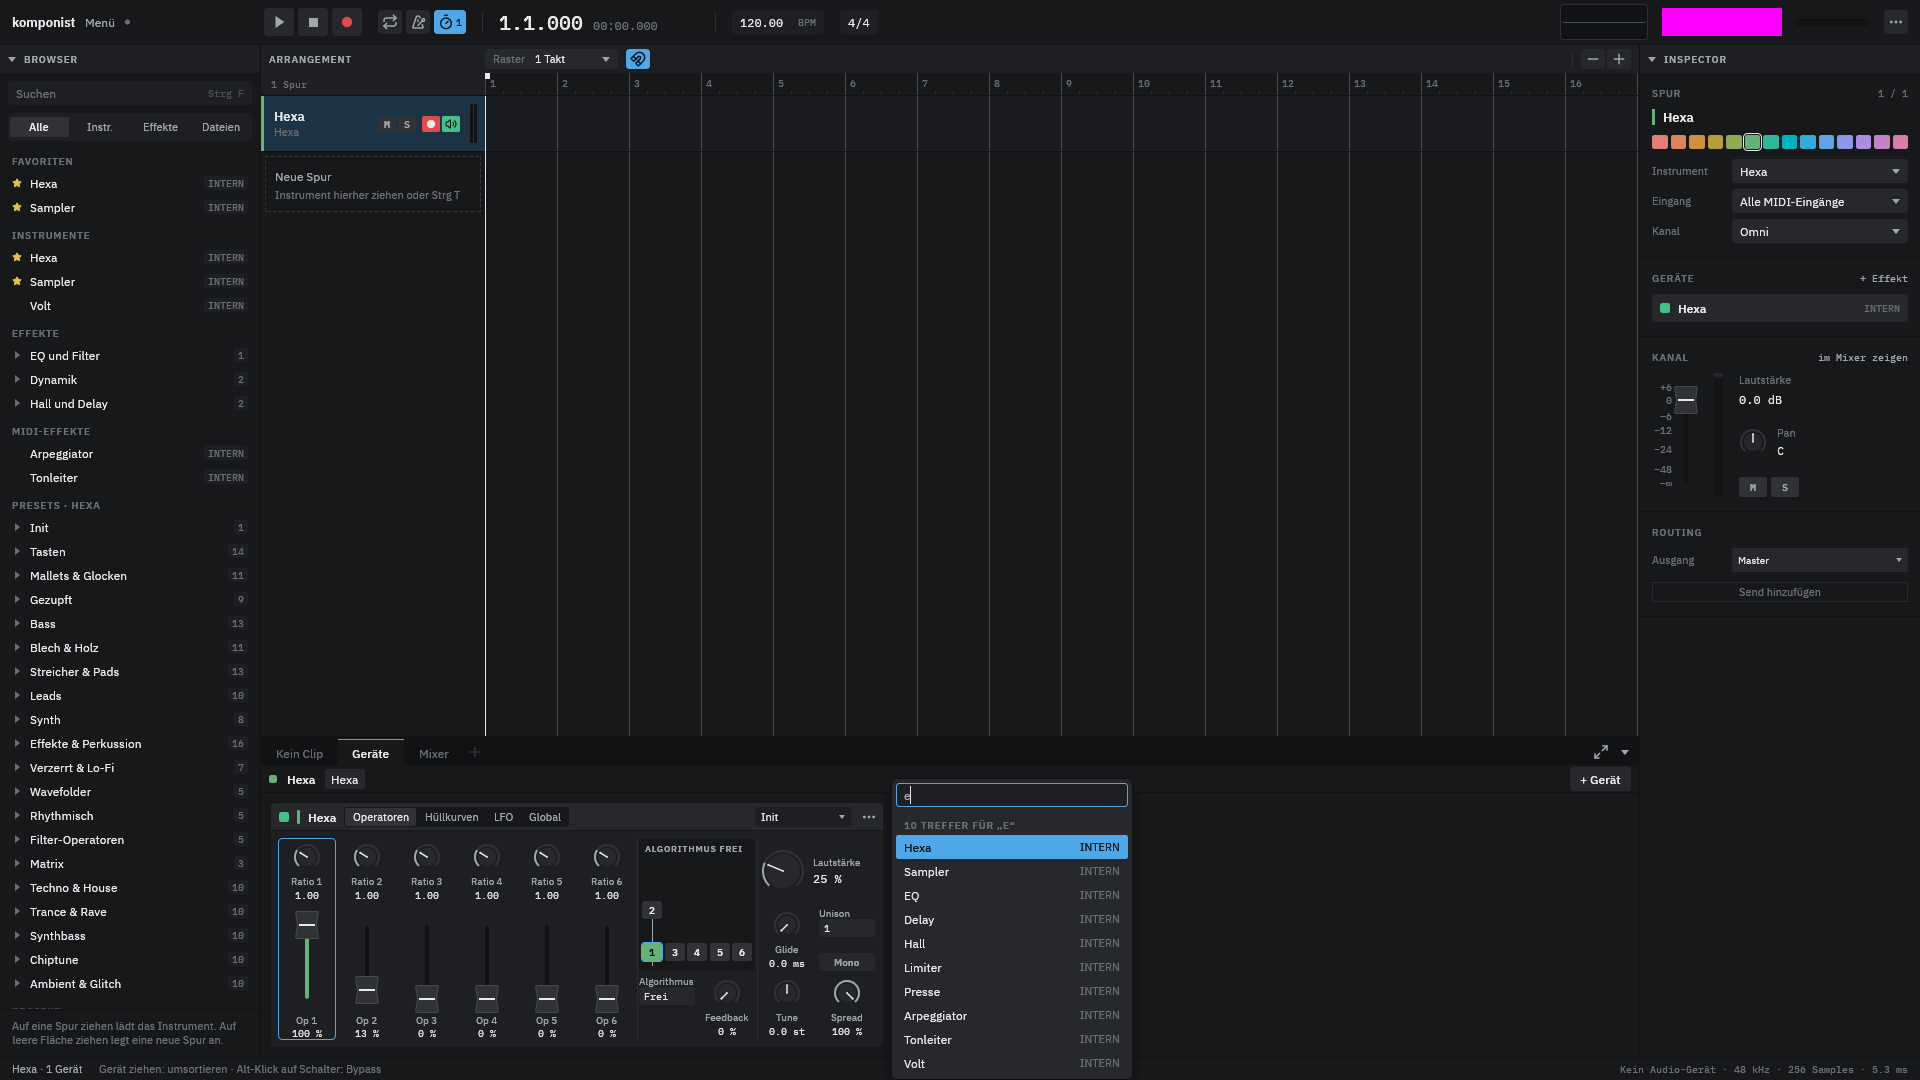 komponist Menü
1
1.1.000 00:00.000
120.00 BPM 4/4
BROWSER
Suchen Strg F
Alle Instr. Effekte Dateien
FAVORITEN
Hexa INTERN
Sampler INTERN
INSTRUMENTE
Hexa INTERN
Sampler INTERN
Volt INTERN
EFFEKTE
EQ und Filter 1
Dynamik 2
Hall und Delay 2
MIDI-EFFEKTE
Arpeggiator INTERN
Tonleiter INTERN
PRESETS · HEXA
Init 1
Tasten 14
Mallets & Glocken 11
Gezupft 9
Bass 13
Blech & Holz 11
Streicher & Pads 13
Leads 10
Synth 8
Effekte & Perkussion 16
Verzerrt & Lo-Fi 7
Wavefolder 5
Rhythmisch 5
Filter-Operatoren 5
Matrix 3
Techno & House 10
Trance & Rave 10
Synthbass 10
Chiptune 10
Ambient & Glitch 10
Auf eine Spur ziehen lädt das Instrument. Auf
leere Fläche ziehen legt eine neue Spur an.
ARRANGEMENT
Raster 1 Takt
1 Spur
1 2 3 4 5 6 7 8 9 10 11 12 13 14 15 16
Hexa
Hexa
M S
Neue Spur
Instrument hierher ziehen oder Strg T
Kein Clip Geräte Mixer
Hexa Hexa
+ Gerät
Hexa Operatoren Hüllkurven LFO Global Init
Ratio 1 Ratio 2 Ratio 3 Ratio 4 Ratio 5 Ratio 6
1.00 1.00 1.00 1.00 1.00 1.00
Op 1 Op 2 Op 3 Op 4 Op 5 Op 6
100 % 13 % 0 % 0 % 0 % 0 %
ALGORITHMUS FREI
2
1 3 4 5 6
Algorithmus
Frei
Feedback
0 %
Lautstärke
25 %
Unison
1
Glide
0.0 ms
Mono
Tune
0.0 st
Spread
100 %
e
10 TREFFER FÜR „E“
Hexa INTERN
Sampler INTERN
EQ INTERN
Delay INTERN
Hall INTERN
Limiter INTERN
Presse INTERN
Arpeggiator INTERN
Tonleiter INTERN
Volt INTERN
INSPECTOR
SPUR 1 / 1
Hexa
Instrument Hexa
Eingang Alle MIDI-Eingänge
Kanal Omni
GERÄTE + Effekt
Hexa INTERN
KANAL im Mixer zeigen
+6
0
−6
−12
−24
−48
−∞
Lautstärke
0.0 dB
Pan
C
M S
ROUTING
Ausgang Master
Send hinzufügen
Hexa · 1 Gerät Gerät ziehen: umsortieren · Alt-Klick auf Schalter: Bypass
Kein Audio-Gerät · 48 kHz · 256 Samples · 5.3 ms